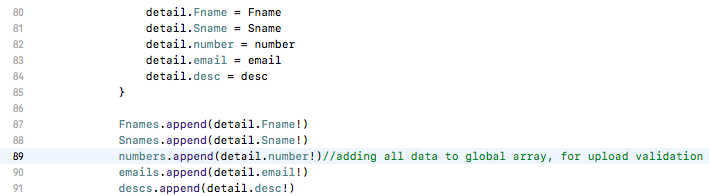 80 detail.Fname = Fname
81 detail.Sname = Sname
82 detail.number = number
83 detail.email = email
84 detail.desc = desc
85 }
86
87 Fnames.append(detail.Fname!)
88 Snames.append(detail.Sname!)
89 numbers.append(detail.number!)//adding all data to global array, for upload validation
90 emails.append(detail.email!)
91 descs.append(detail.desc!)